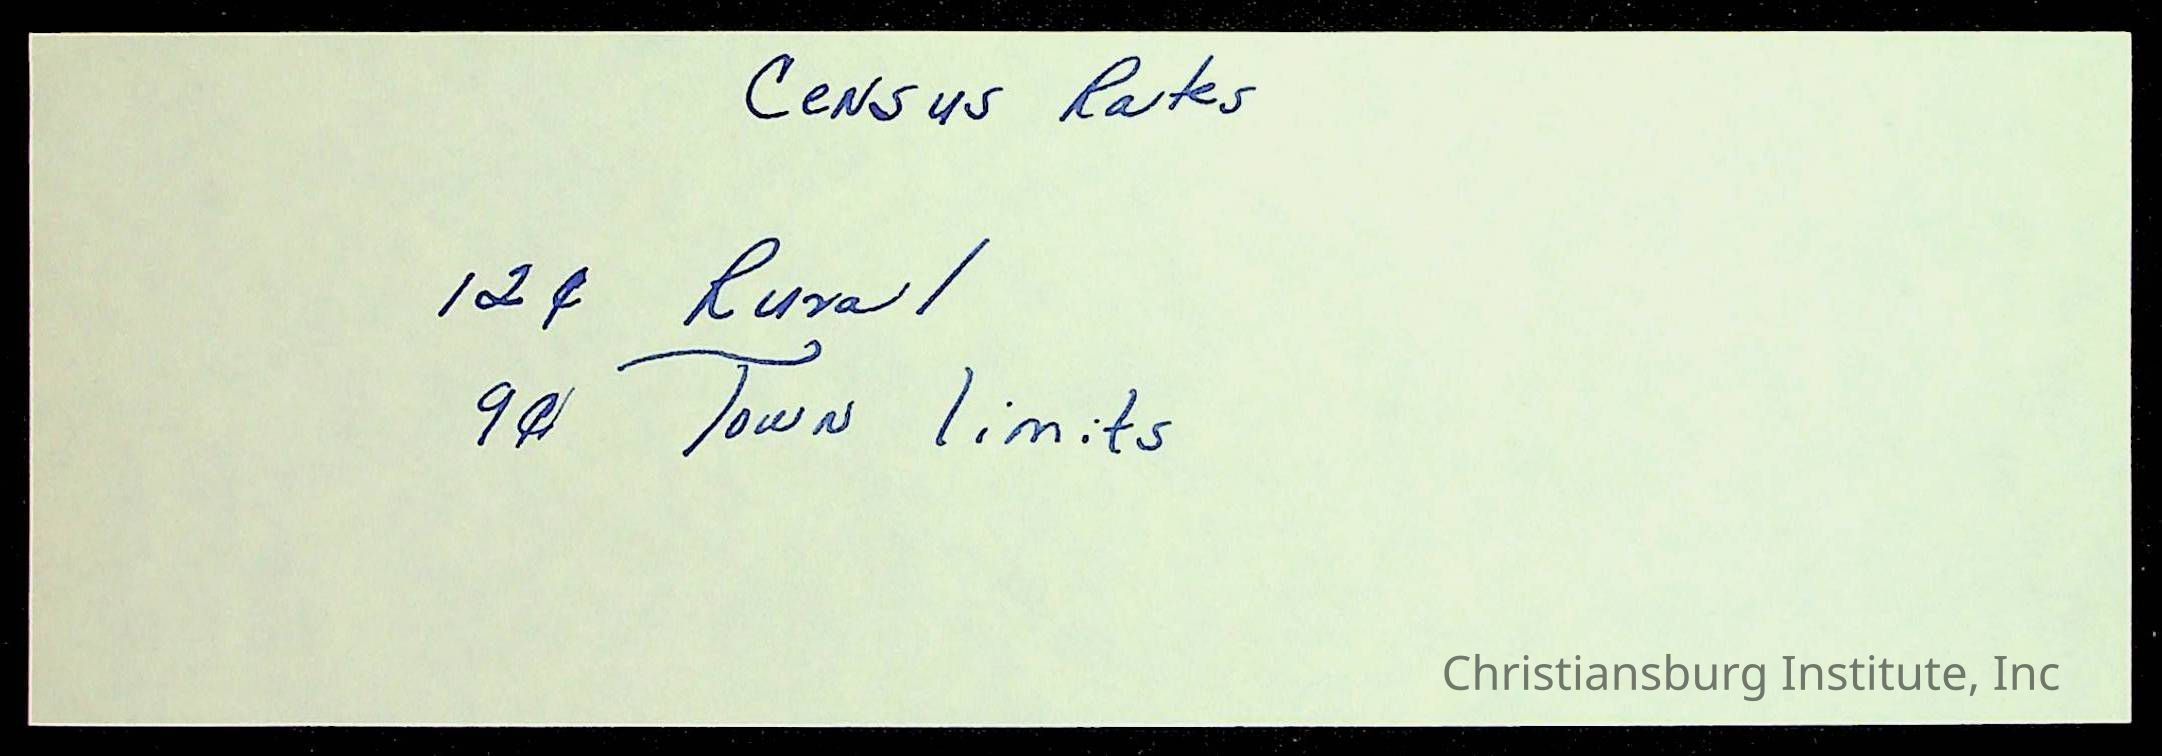 Census Rates
12¢ Rural
9¢ Town limits
Christiansburg Institute, Inc